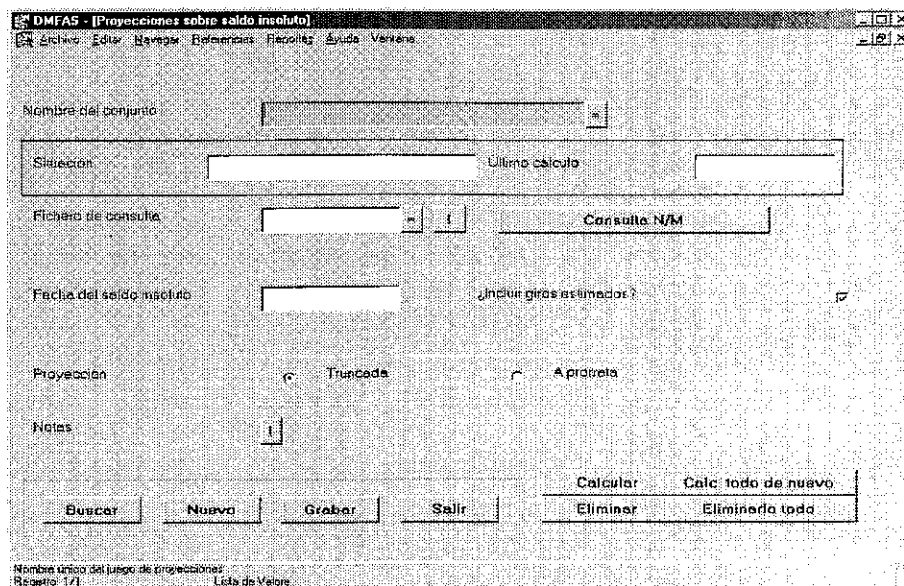 DMFAS - [Proyecciones sobre saldo insoluto]
Archivo Editar Navegar Referencias Reportes Ayuda Ventana
Nombre del conjunto
Situación Ultimo cálculo
Fichero de consulta Consulta N/M
Fecha del saldo insoluto ¿Incluir giros estimados?
Proyección Truncada A prorrata
Notas
Calcular Calc. todo de nuevo
Buscar Nuevo Grabar Salir Eliminar Eliminarlo todo
Nombre único del juego de proyecciones
Registro: 1/1 Lista de Valore